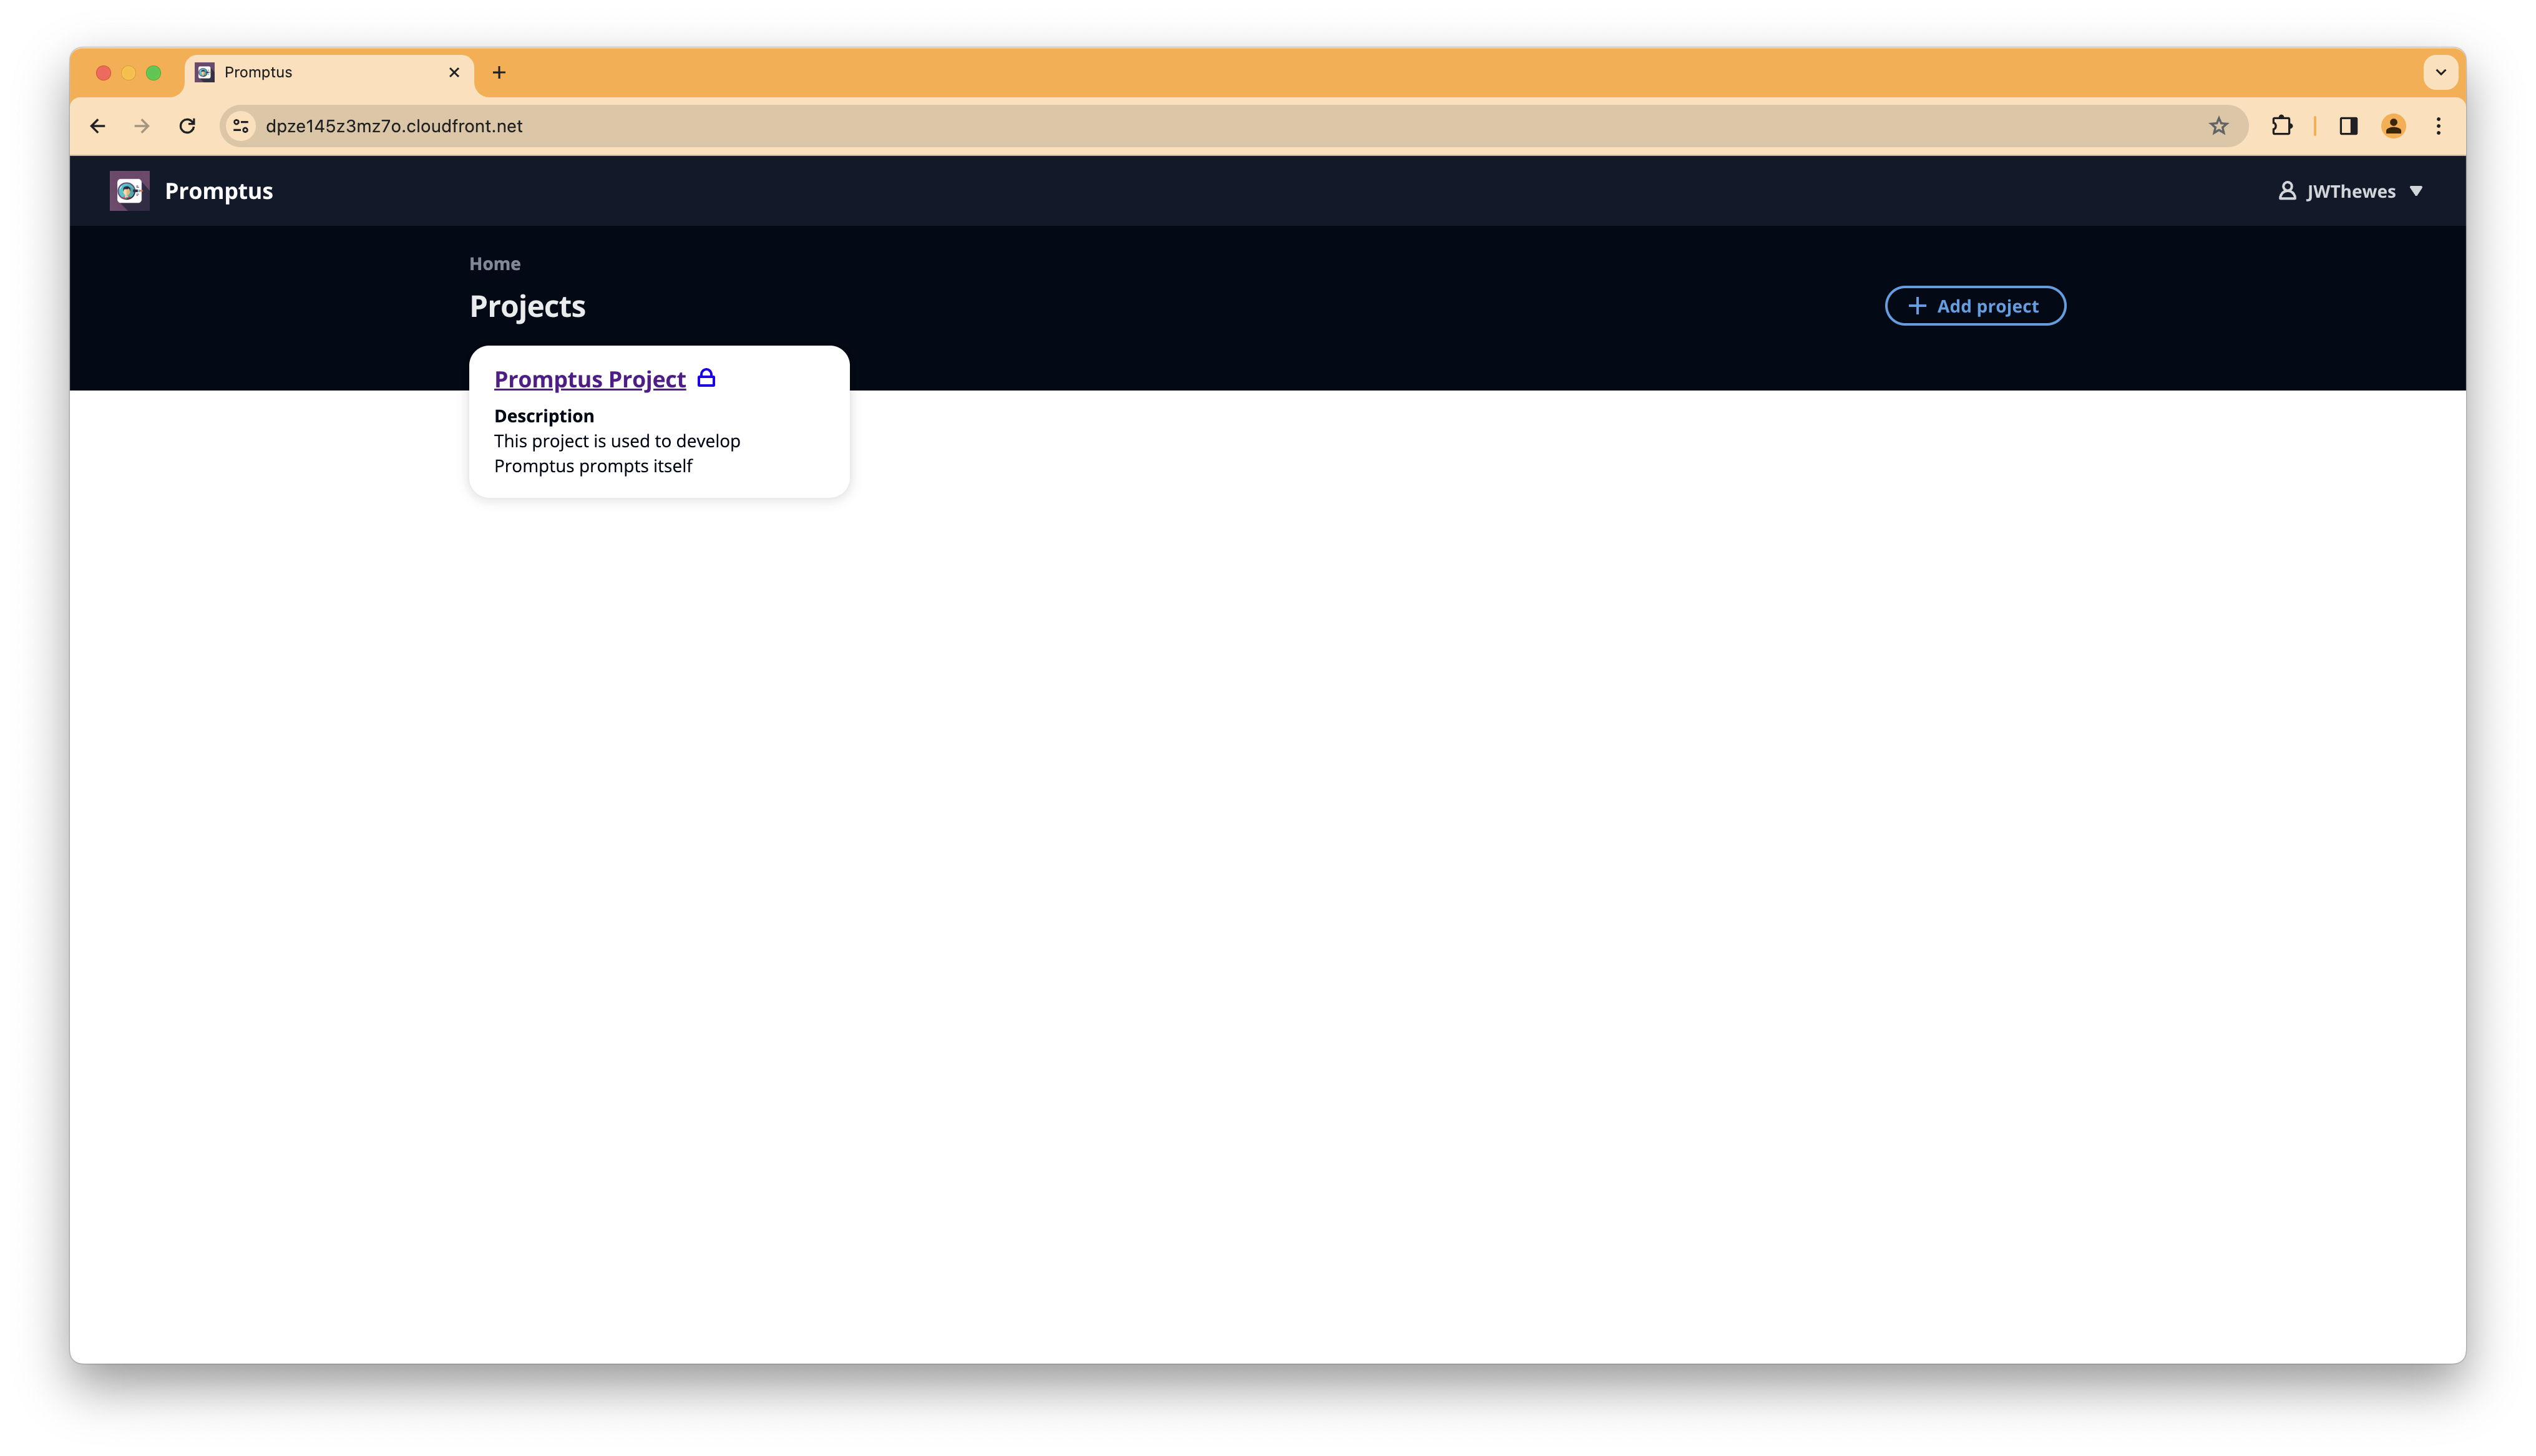 Promptus
dpze145z3mz7o.cloudfront.net
Promptus
JWThewes
Home
Projects
Add project
Promptus Project
Description
This project is used to develop
Promptus prompts itself